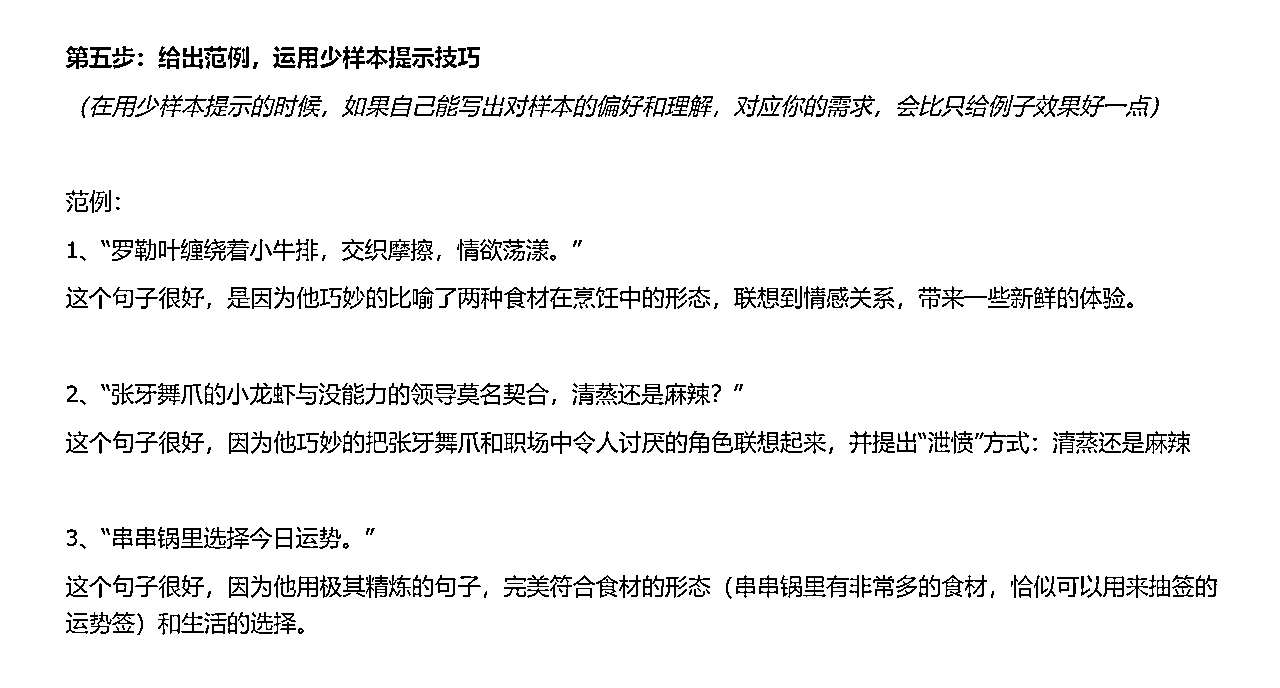 第五步：给出范例，运用少样本提示技巧
（在用少样本提示的时候，如果自己能写出对样本的偏好和理解，对应你的需求，会比只给例子效果好一点）
范例：
1、“罗勒叶缠绕着小牛排，交织摩擦，情欲荡漾。”
这个句子很好，是因为他巧妙的比喻了两种食材在烹饪中的形态，联想到情感关系，带来一些新鲜的体验。
2、“张牙舞爪的小龙虾与没能力的领导莫名契合，清蒸还是麻辣？”
这个句子很好，因为他巧妙的把张牙舞爪和职场中令人讨厌的角色联想起来，并提出“泄愤”方式：清蒸还是麻辣
3、“串串锅里选择今日运势。”
这个句子很好，因为他用极其精炼的句子，完美符合食材的形态（串串锅里有非常多的食材，恰似可以用来抽签的
运势签）和生活的选择。